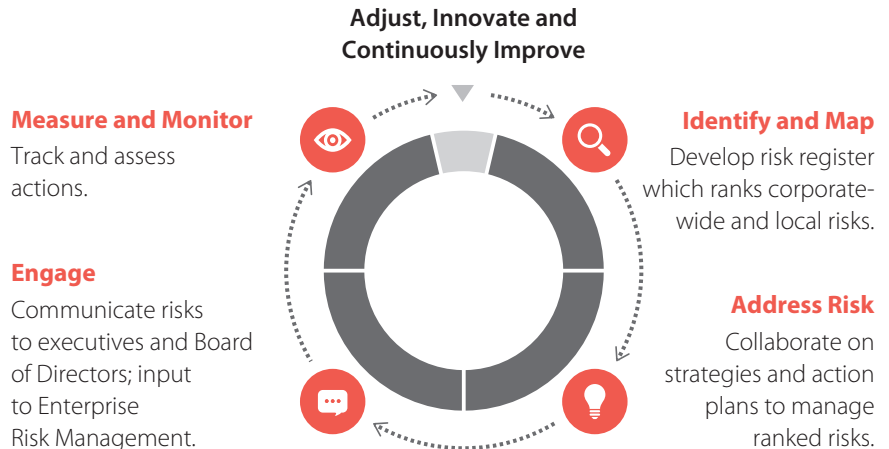 Adjust, Innovate and
Continuously Improve
Measure and Monitor
Track and assess
actions.
Identify and Map
Develop risk register
which ranks corporate-
wide and local risks.
Engage
Communicate risks
to executives and Board
of Directors; input
to Enterprise
Risk Management.
Address Risk
Collaborate on
strategies and action
plans to manage
ranked risks.